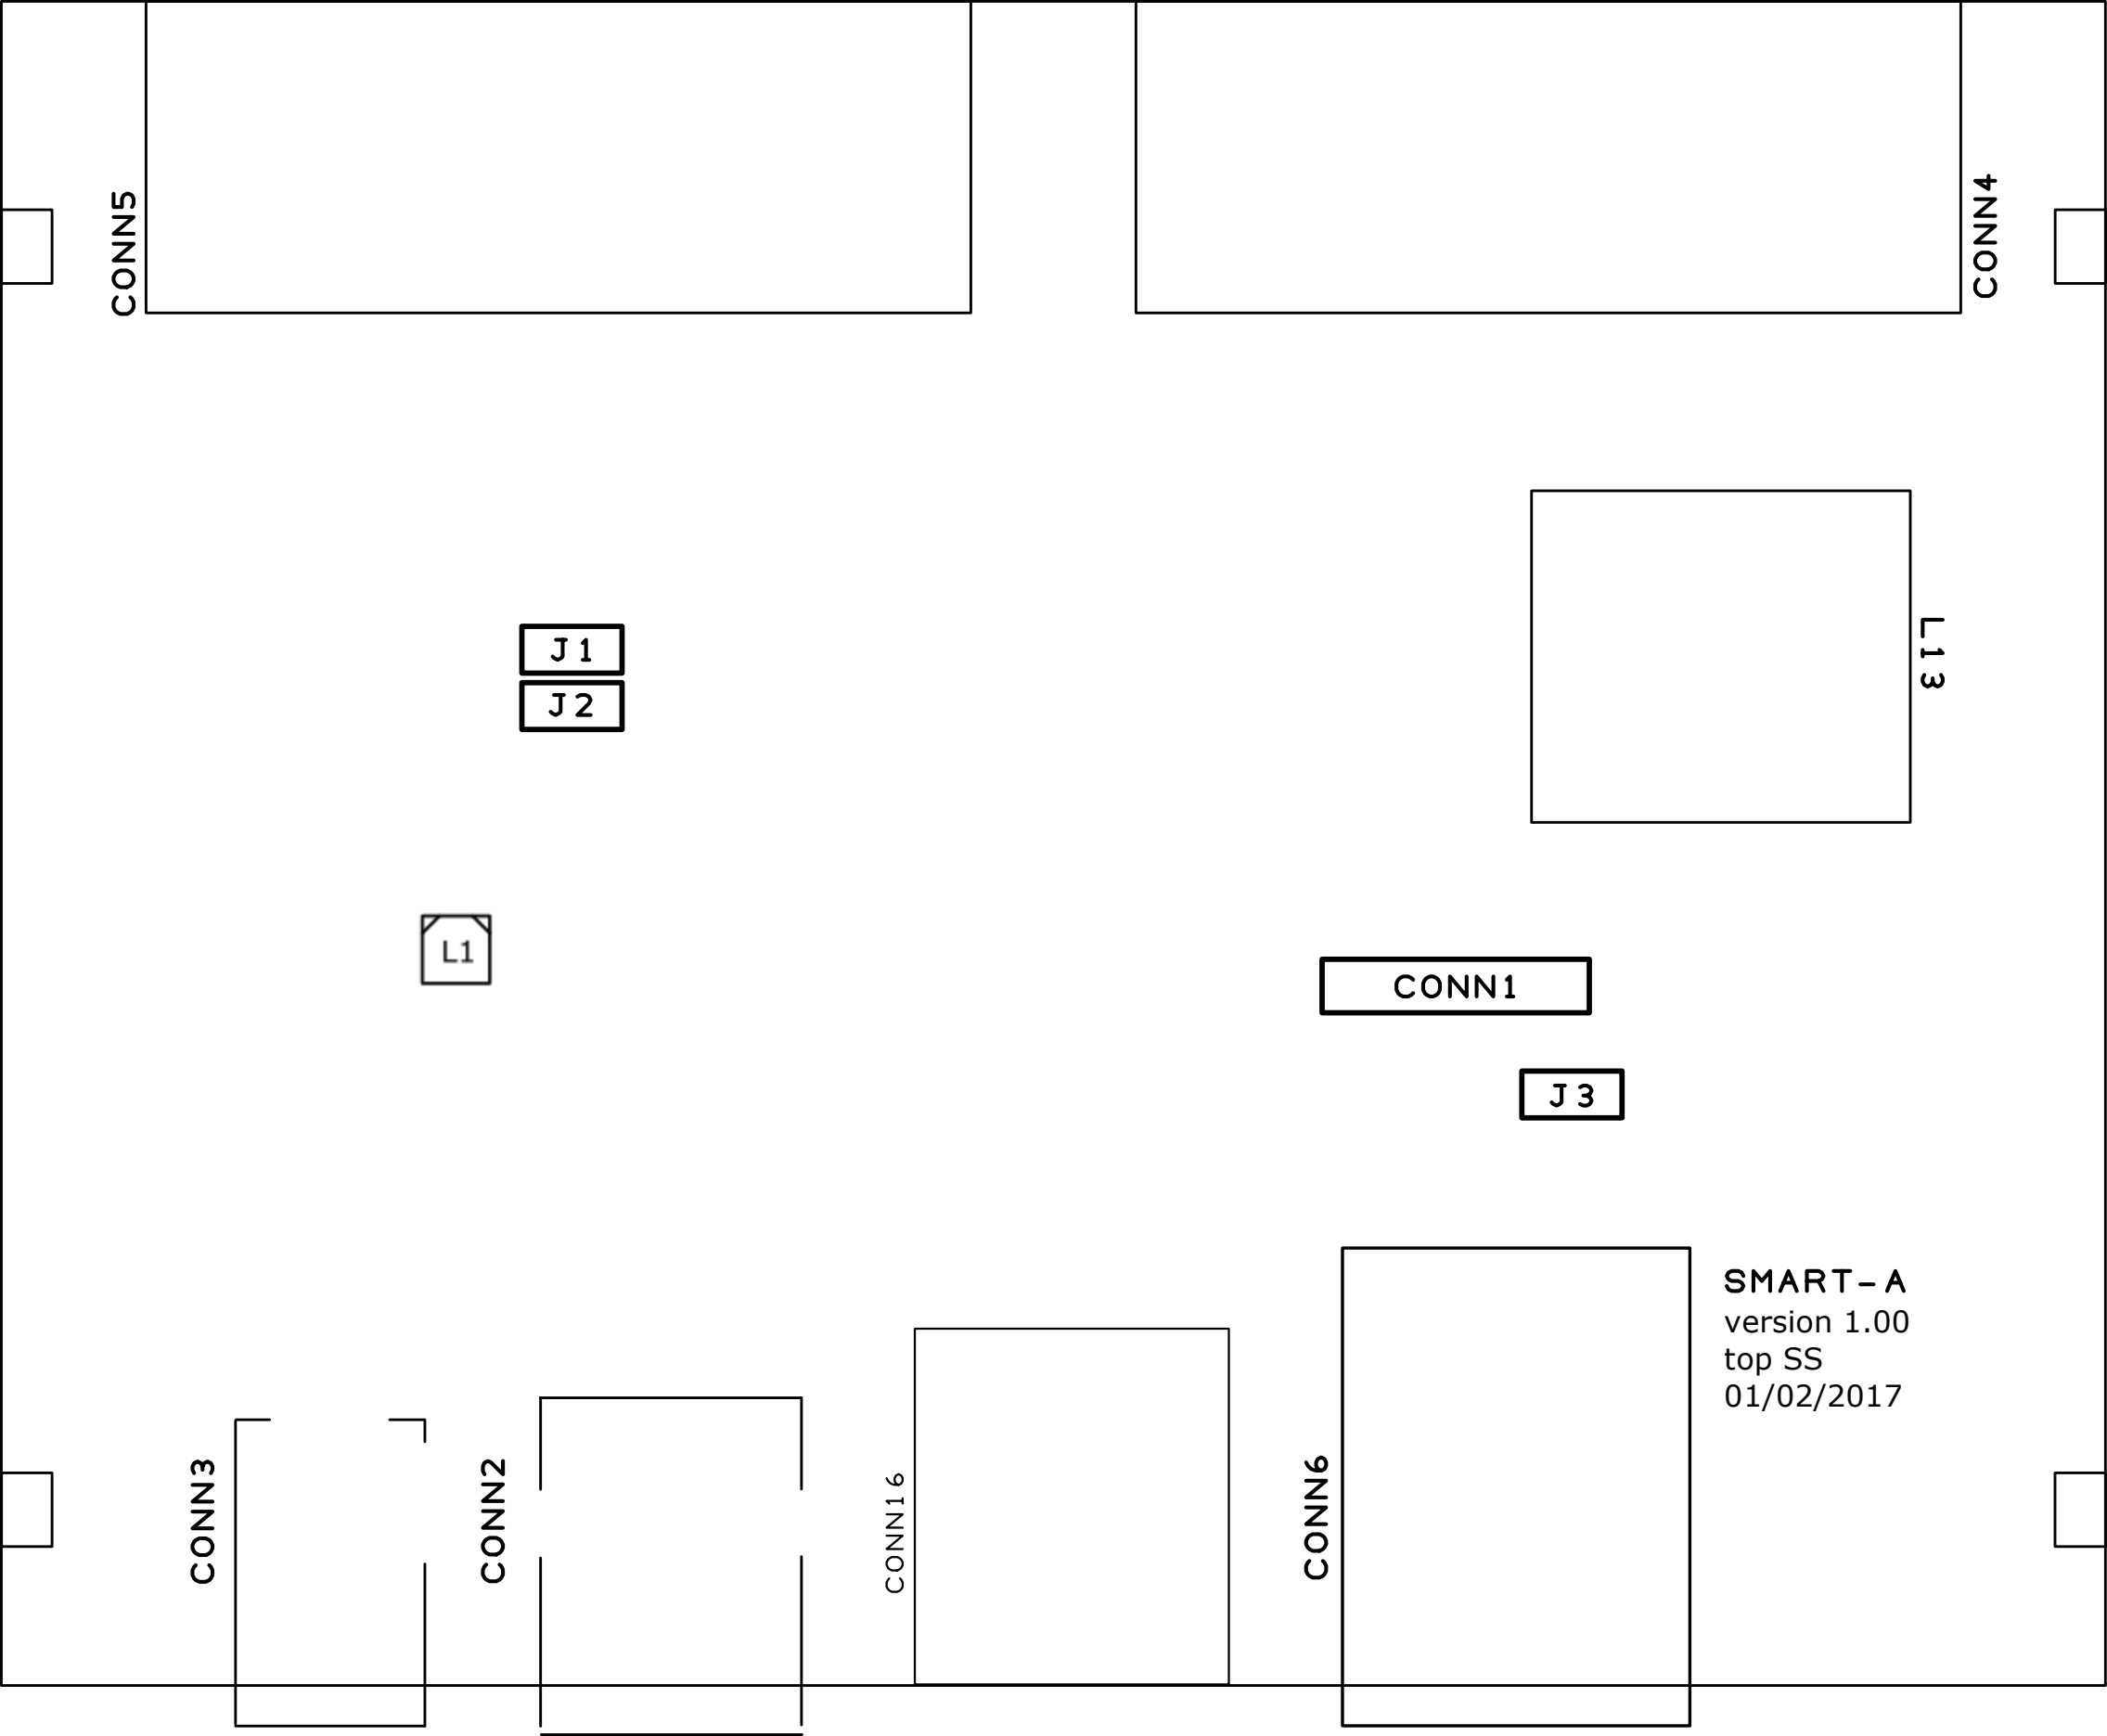 CONN5
CONN4
L13
J1
J2
L1
CONN1
J3
SMART-A
version 1.00
top SS
01/02/2017
CONN3
CONN2
CONN16
CONN6